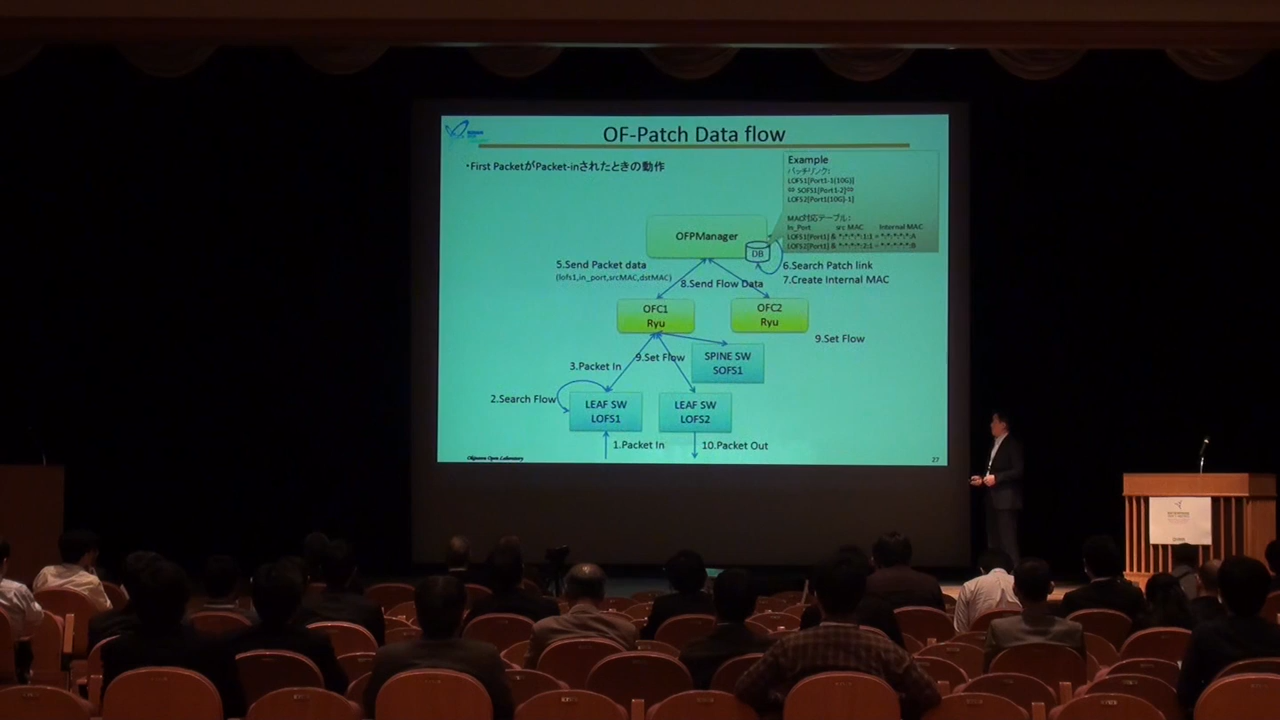 OF-Patch Data flow
・First PacketがPacket-inされたときの動作
Example
パッチリンク:
LOFS1[Port1-1(10G)]
⇔ SOFS1[Port1-2]⇔
LOFS2[Port1(10G)-1]
MAC対応テーブル:
In_Port src MAC Internal MAC
LOFS1[Port1] & *:*:*:*:1:1 = *:*:*:*:*:A
LOFS2[Port1] & *:*:*:*:2:1 = *:*:*:*:*:B
OFPManager
DB
5.Send Packet data
(lofs1,in_port,srcMAC,dstMAC)
6.Search Patch link
7.Create Internal MAC
8.Send Flow Data
OFC1
Ryu
OFC2
Ryu
9.Set Flow
9.Set Flow
SPINE SW
SOFS1
3.Packet In
2.Search Flow
LEAF SW
LOFS1
LEAF SW
LOFS2
1.Packet In
10.Packet Out
Okinawa Open Laboratory
27